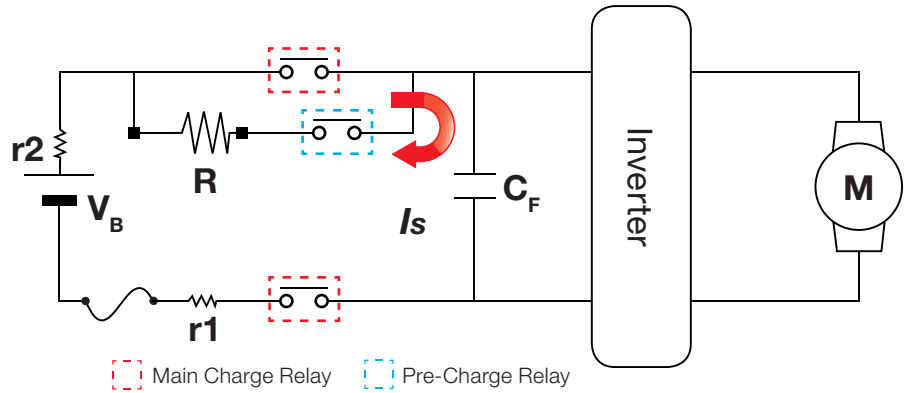 r2
R
V_B
Is
C_F
Inverter
M
r1
Main Charge Relay
Pre-Charge Relay